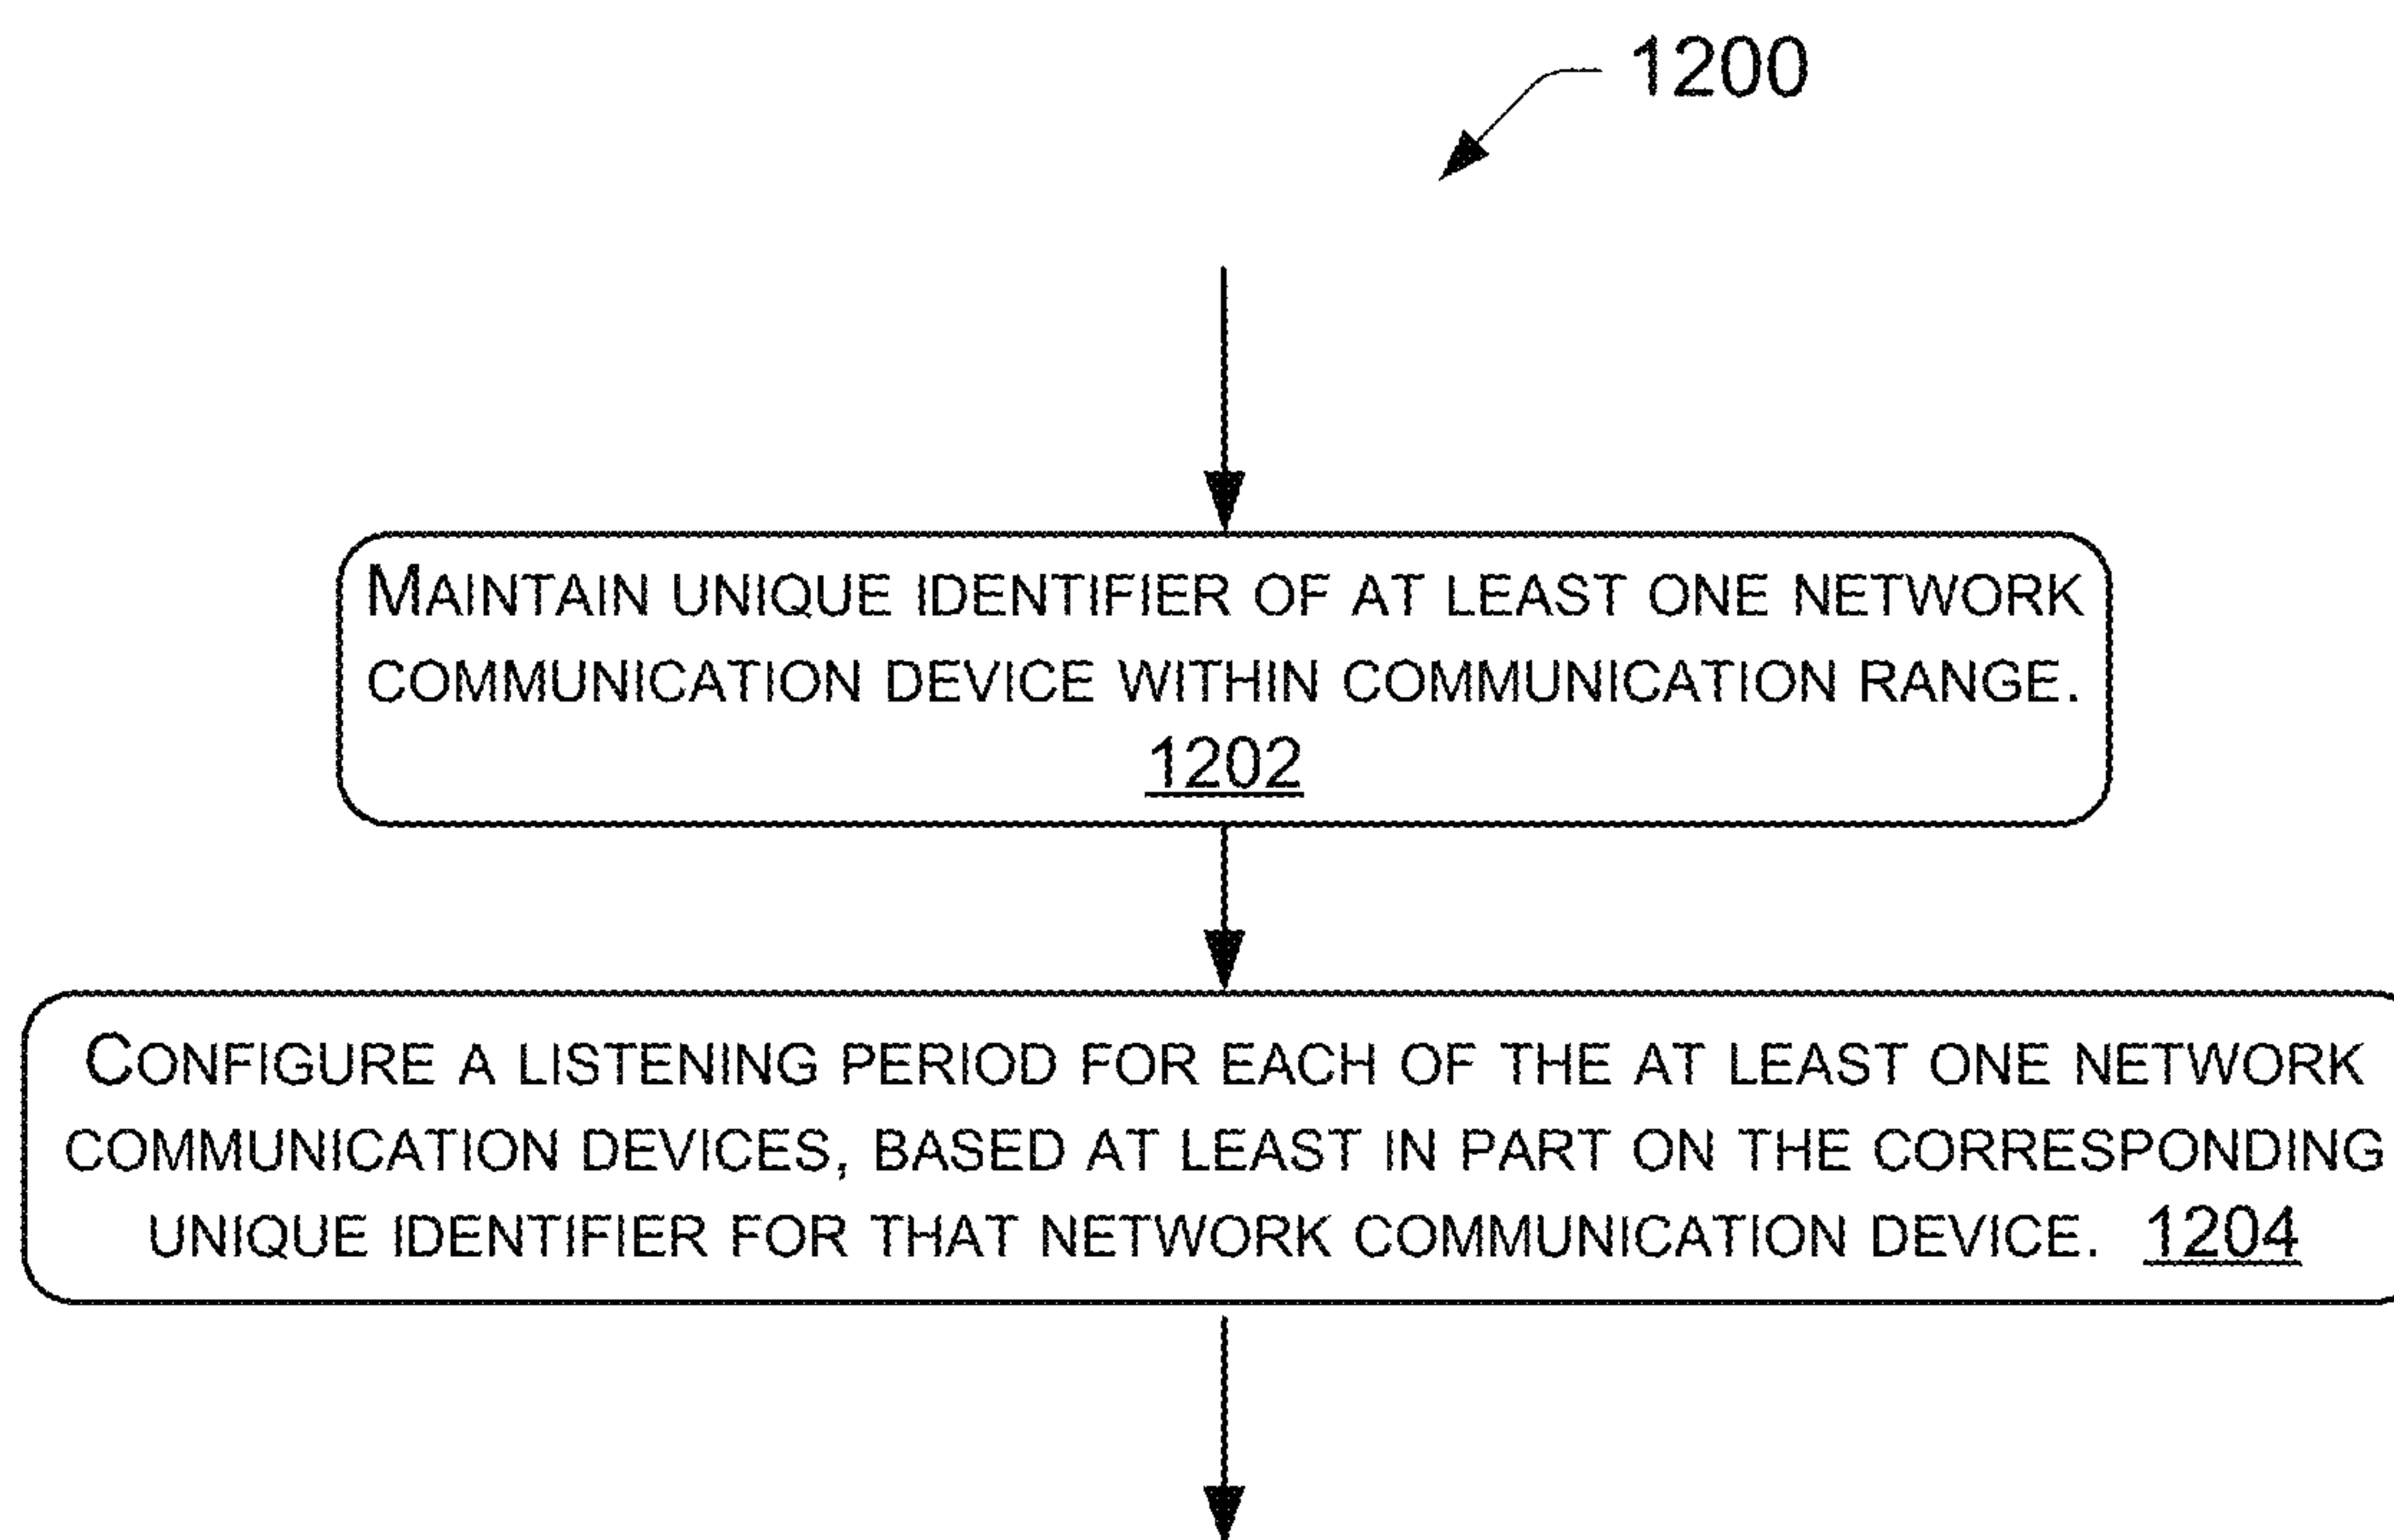 1200
MAINTAIN UNIQUE IDENTIFIER OF AT LEAST ONE NETWORK
COMMUNICATION DEVICE WITHIN COMMUNICATION RANGE.
1202
CONFIGURE A LISTENING PERIOD FOR EACH OF THE AT LEAST ONE NETWORK
COMMUNICATION DEVICES, BASED AT LEAST IN PART ON THE CORRESPONDING
UNIQUE IDENTIFIER FOR THAT NETWORK COMMUNICATION DEVICE. 1204